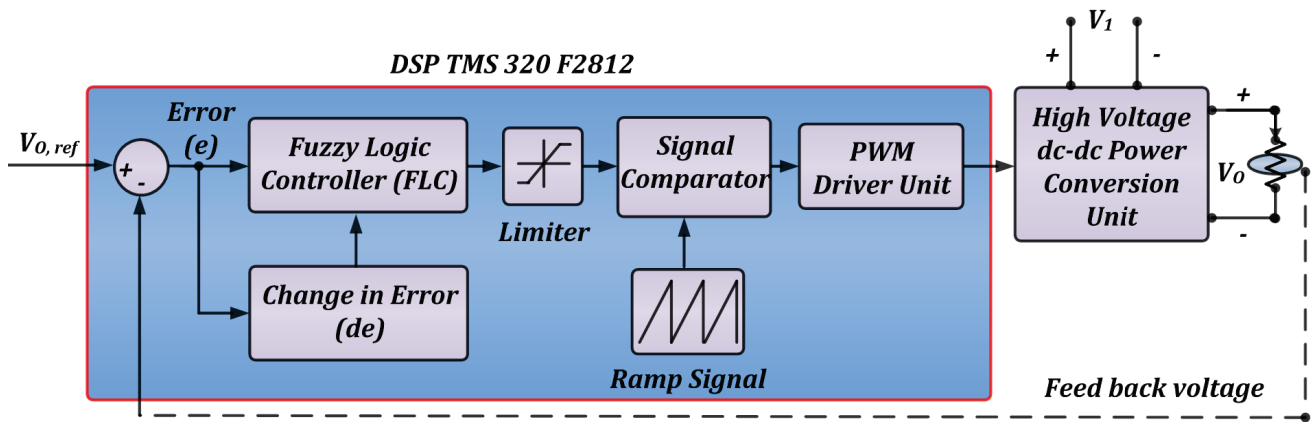 DSP TMS 320 F2812
V1
+ -
VO, ref
+ -
Error
(e)
Fuzzy Logic
Controller (FLC)
Limiter
Signal
Comparator
PWM
Driver Unit
High Voltage
dc-dc Power
Conversion
Unit
+
VO
-
Change in Error
(de)
Ramp Signal
Feed back voltage